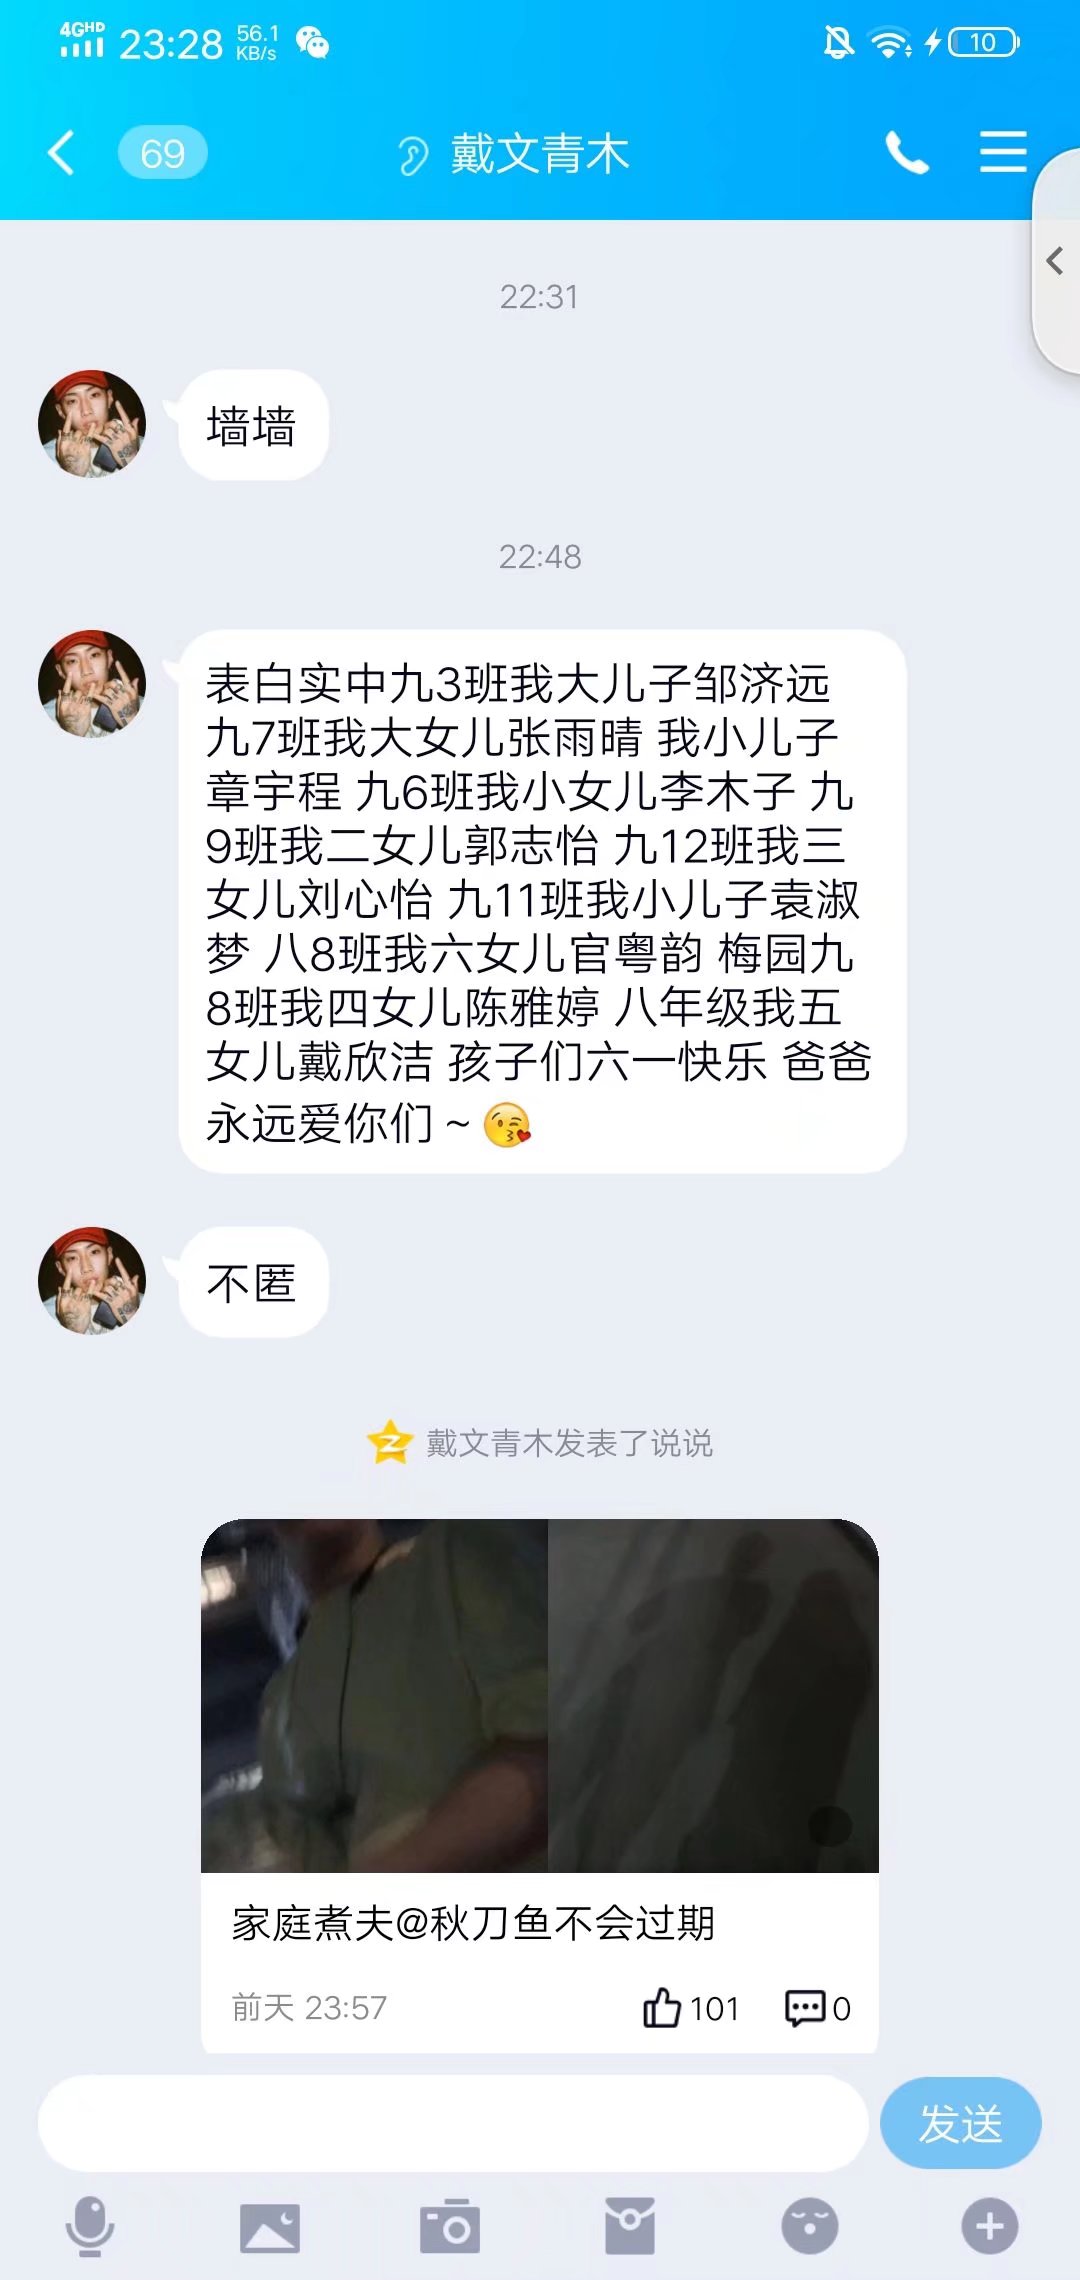 4GHD 23:28 56.1 KB/s 10
69 戴文青木
22:31
墙墙
22:48
表白实中九3班我大儿子邹济远
九7班我大女儿张雨晴 我小儿子
章宇程 九6班我小女儿李木子 九
9班我二女儿郭志怡 九12班我三
女儿刘心怡 九11班我小儿子袁淑
梦 八8班我六女儿官粤韵 梅园九
8班我四女儿陈雅婷 八年级我五
女儿戴欣洁 孩子们六一快乐 爸爸
永远爱你们 ~
不匿
戴文青木发表了说说
家庭煮夫@秋刀鱼不会过期
前天 23:57 101 0
发送